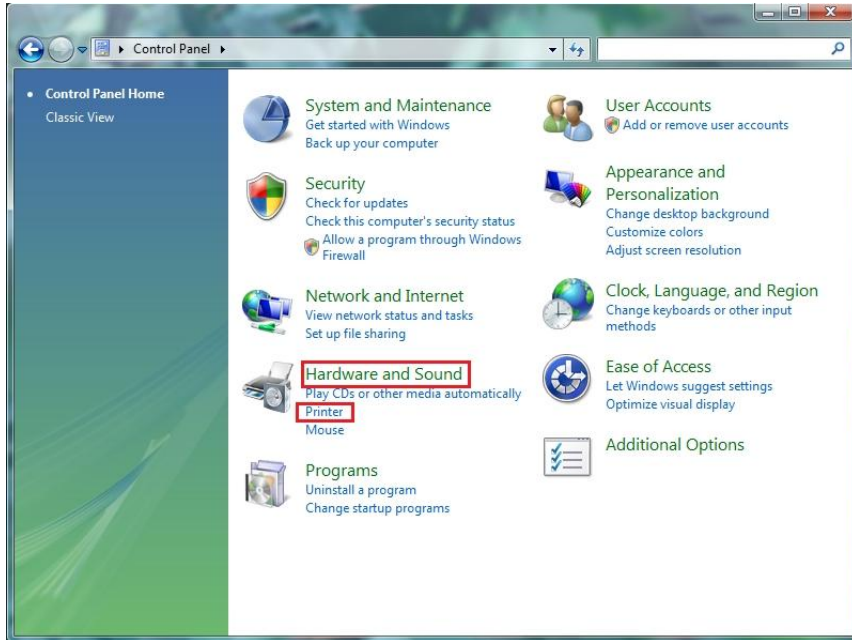 Control Panel
Control Panel Home
Classic View
System and Maintenance
Get started with Windows
Back up your computer
Security
Check for updates
Check this computer's security status
Allow a program through Windows
Firewall
Network and Internet
View network status and tasks
Set up file sharing
Hardware and Sound
Play CDs or other media automatically
Printer
Mouse
Programs
Uninstall a program
Change startup programs
User Accounts
Add or remove user accounts
Appearance and
Personalization
Change desktop background
Customize colors
Adjust screen resolution
Clock, Language, and Region
Change keyboards or other input
methods
Ease of Access
Let Windows suggest settings
Optimize visual display
Additional Options